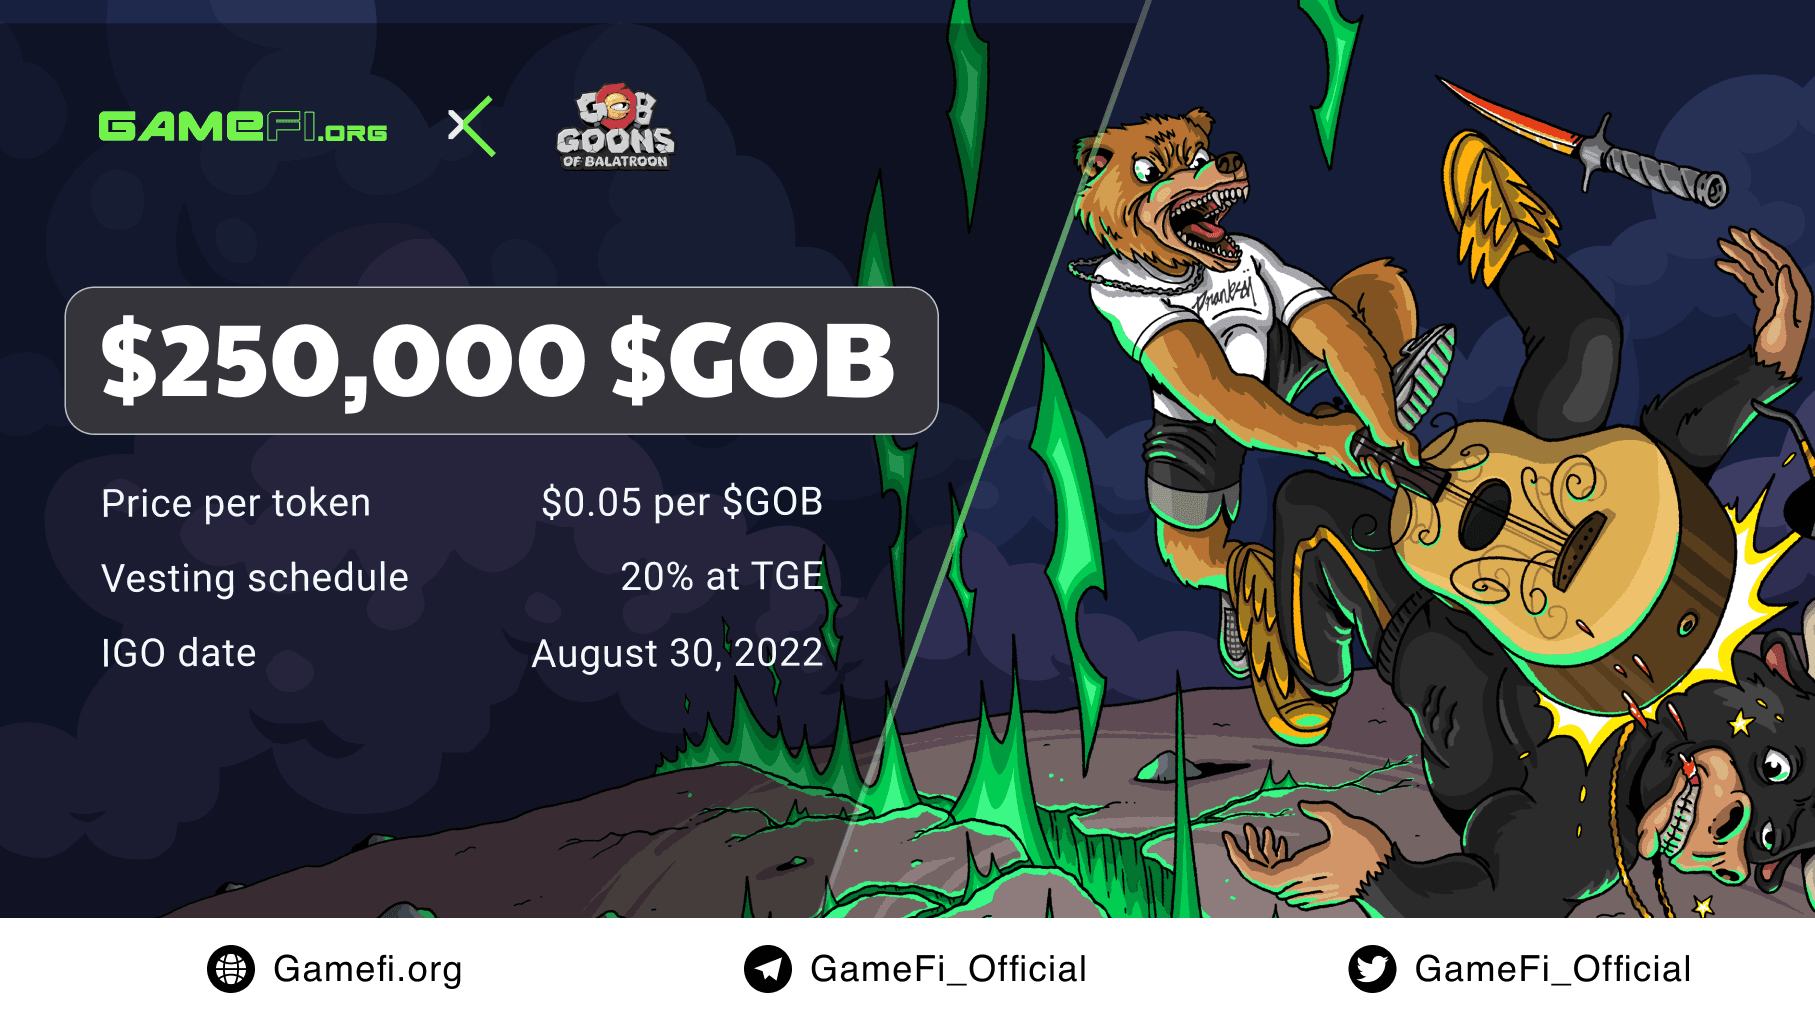 GAMEFI.ORG
GOB
GOONS
OF BALATROON
$250,000 $GOB
Pranksy
Price per token $0.05 per $GOB
Vesting schedule 20% at TGE
IGO date August 30, 2022
Gamefi.org GameFi_Official GameFi_Official